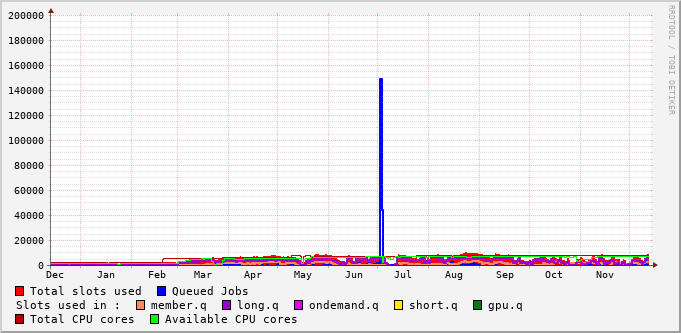 200000
180000
160000
140000
120000
100000
80000
60000
40000
20000
0
Dec Jan Feb Mar Apr May Jun Jul Aug Sep Oct Nov
RRDTOOL / TOBI OETIKER
Total slots used Queued Jobs
Slots used in : member.q long.q ondemand.q short.q gpu.q
Total CPU cores Available CPU cores